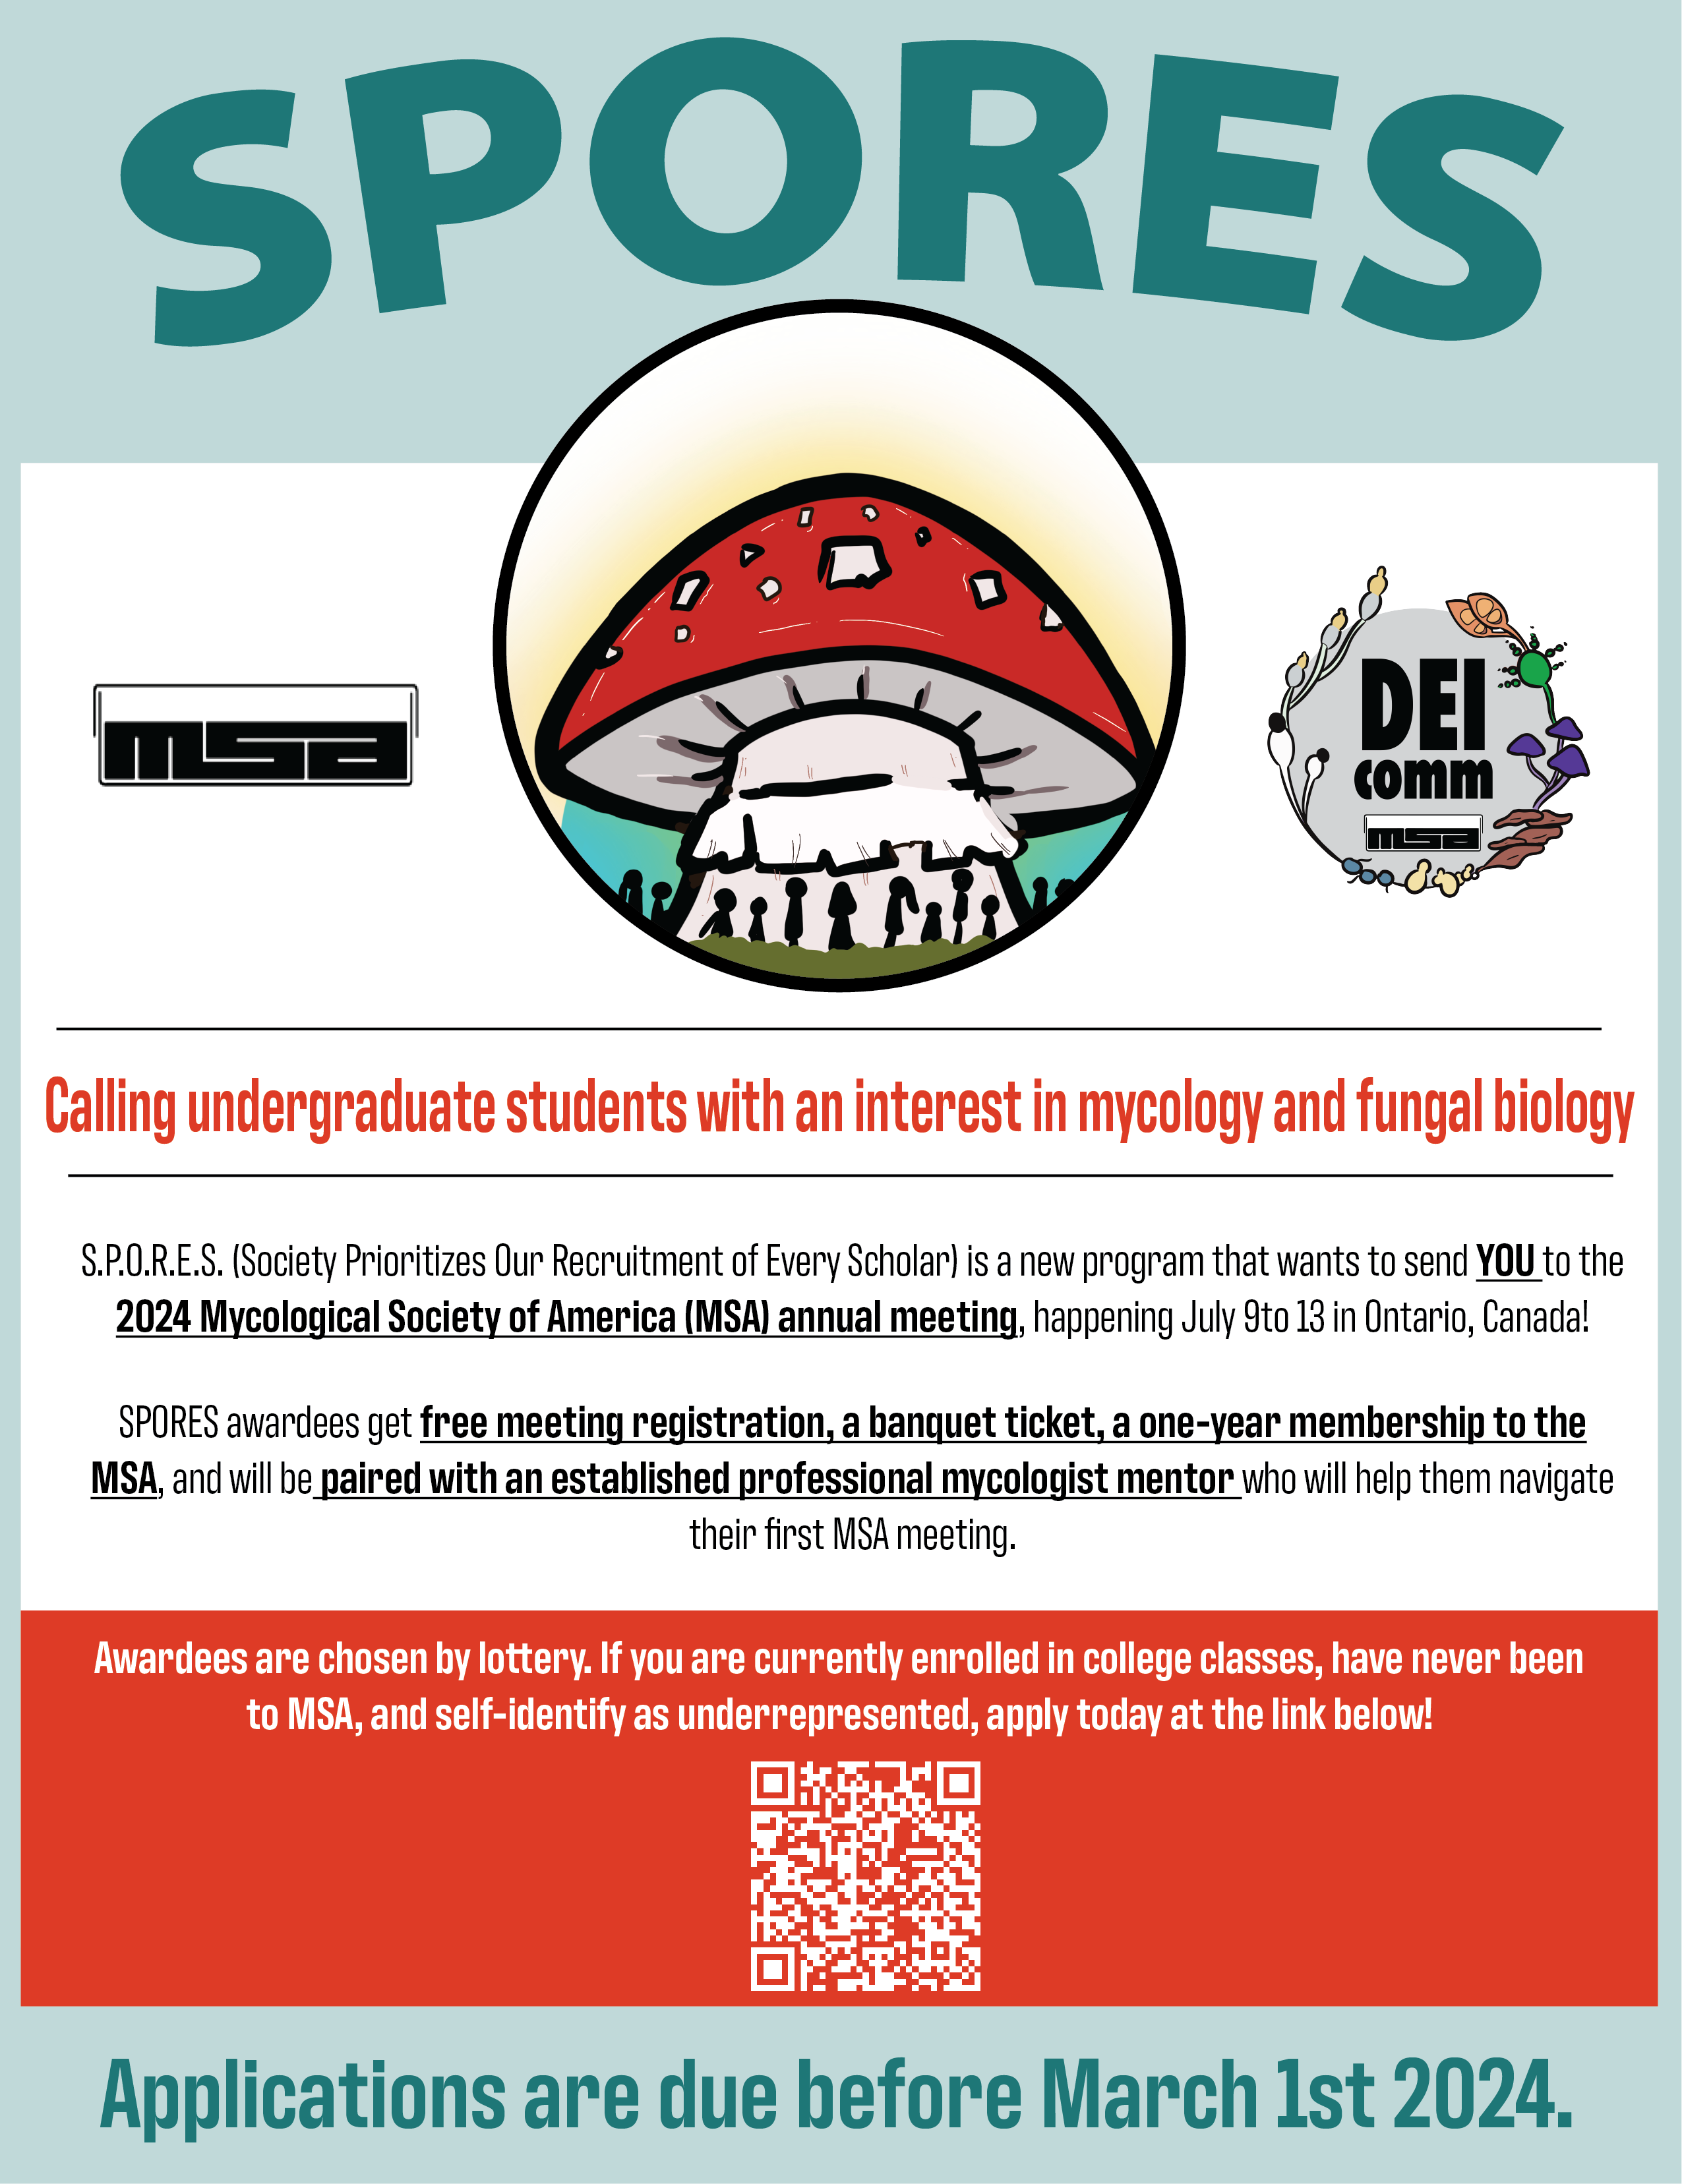 SPORES
msa
DEI
comm
msa
Calling undergraduate students with an interest in mycology and fungal biology
S.P.O.R.E.S. (Society Prioritizes Our Recruitment of Every Scholar) is a new program that wants to send YOU to the
2024 Mycological Society of America (MSA) annual meeting, happening July 9to 13 in Ontario, Canada!
SPORES awardees get free meeting registration, a banquet ticket, a one-year membership to the
MSA, and will be paired with an established professional mycologist mentor who will help them navigate
their first MSA meeting.
Awardees are chosen by lottery. If you are currently enrolled in college classes, have never been
to MSA, and self-identify as underrepresented, apply today at the link below!
Applications are due before March 1st 2024.